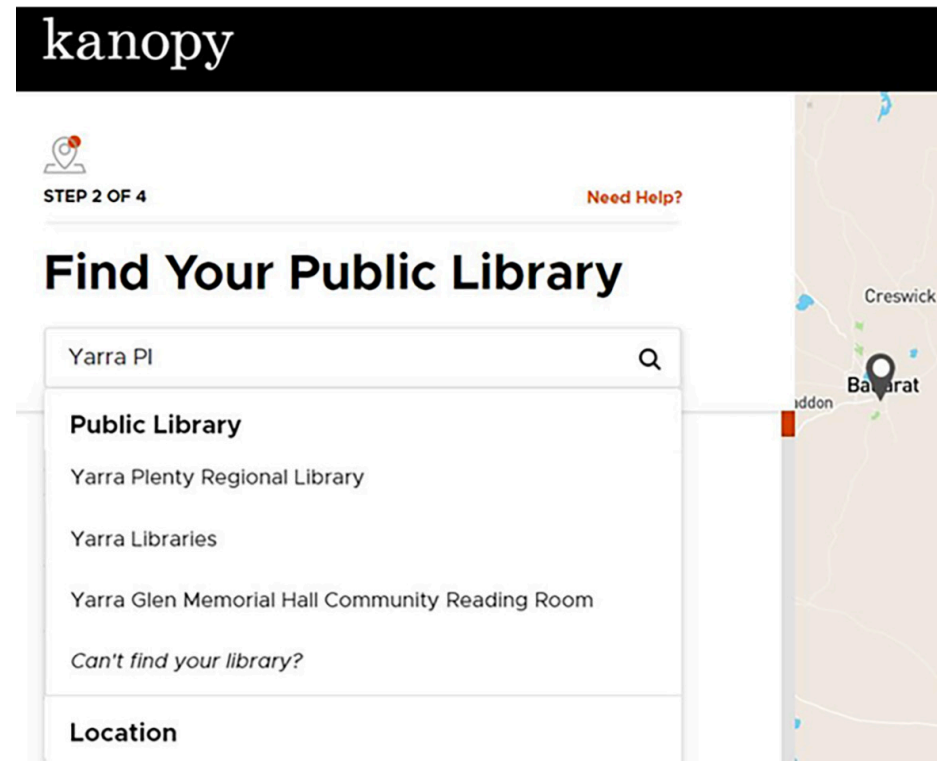 kanopy
STEP 2 OF 4
Need Help?
Find Your Public Library
Yarra Pl
Public Library
Yarra Plenty Regional Library
Yarra Libraries
Yarra Glen Memorial Hall Community Reading Room
Can't find your library?
Location
Creswick
Ballarat
ddon